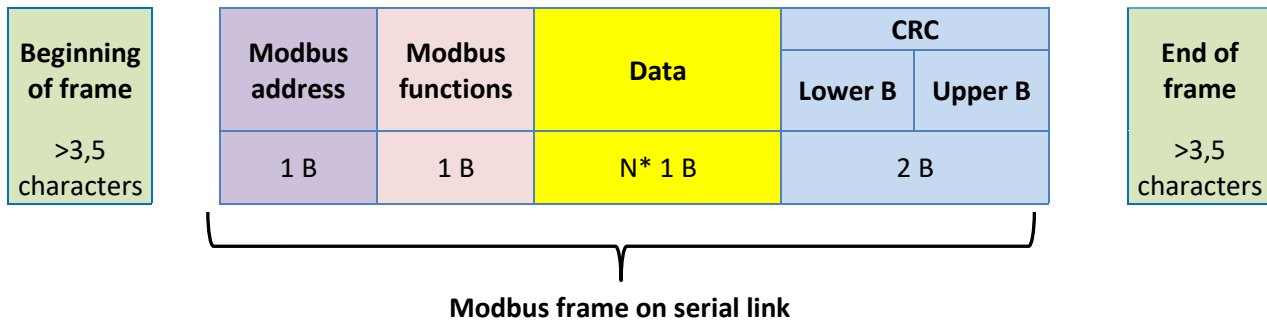 Beginning
of frame
>3,5
characters
Modbus
address
Modbus
functions
Data
CRC
Lower B
Upper B
1 B
1 B
N* 1 B
2 B
End of
frame
>3,5
characters
Modbus frame on serial link